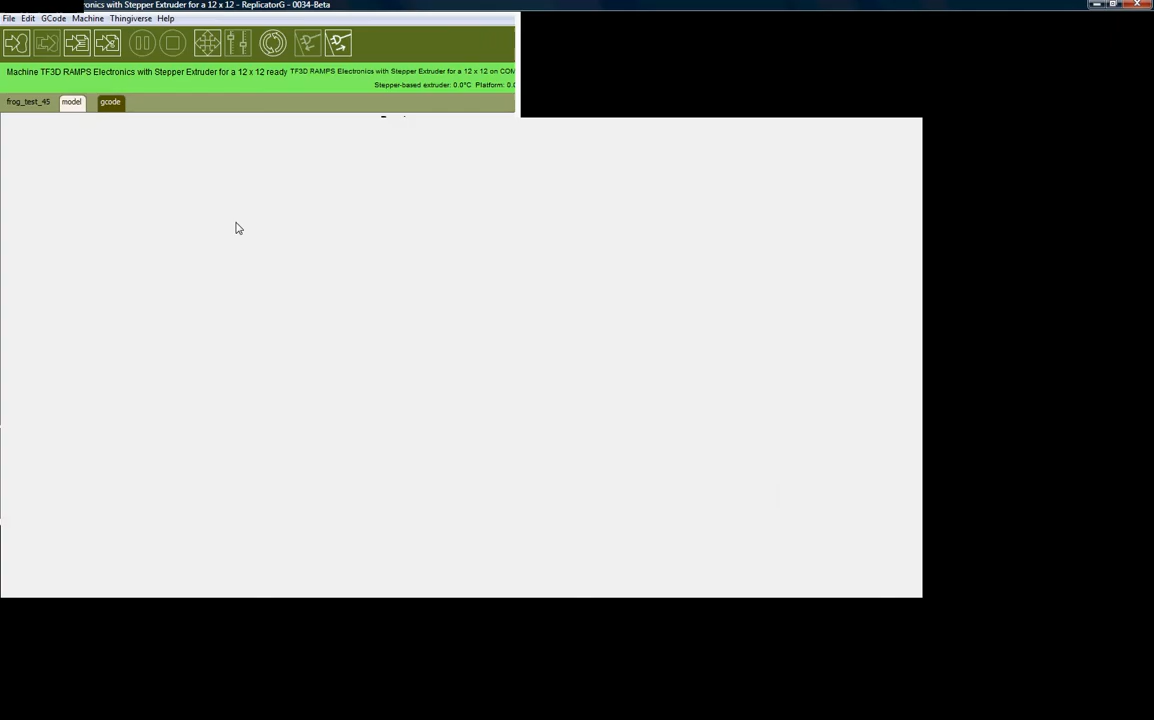 ronics with Stepper Extruder for a 12 x 12 - ReplicatorG - 0034-Beta
File Edit GCode Machine Thingiverse Help
Machine TF3D RAMPS Electronics with Stepper Extruder for a 12 x 12 ready TF3D RAMPS Electronics with Stepper Extruder for a 12 x 12 on COM
Stepper-based extruder: 0.0°C Platform: 0.0
frog_test_45 model gcode